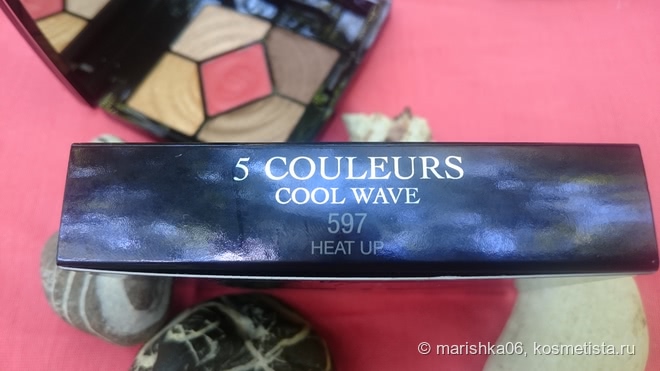 5 COULEURS
COOL WAVE
597
HEAT UP
© marishka06, kosmetista.ru